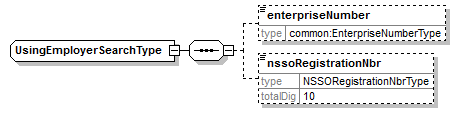 UsingEmployerSearchType
enterpriseNumber
type common:EnterpriseNumberType
nssoRegistrationNbr
type NSSORegistrationNbrType
totalDig 10